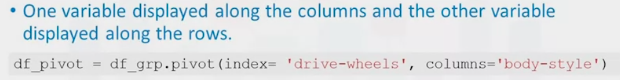 • One variable displayed along the columns and the other variable
displayed along the rows.
df_pivot = df_grp.pivot(index= 'drive-wheels', columns='body-style')